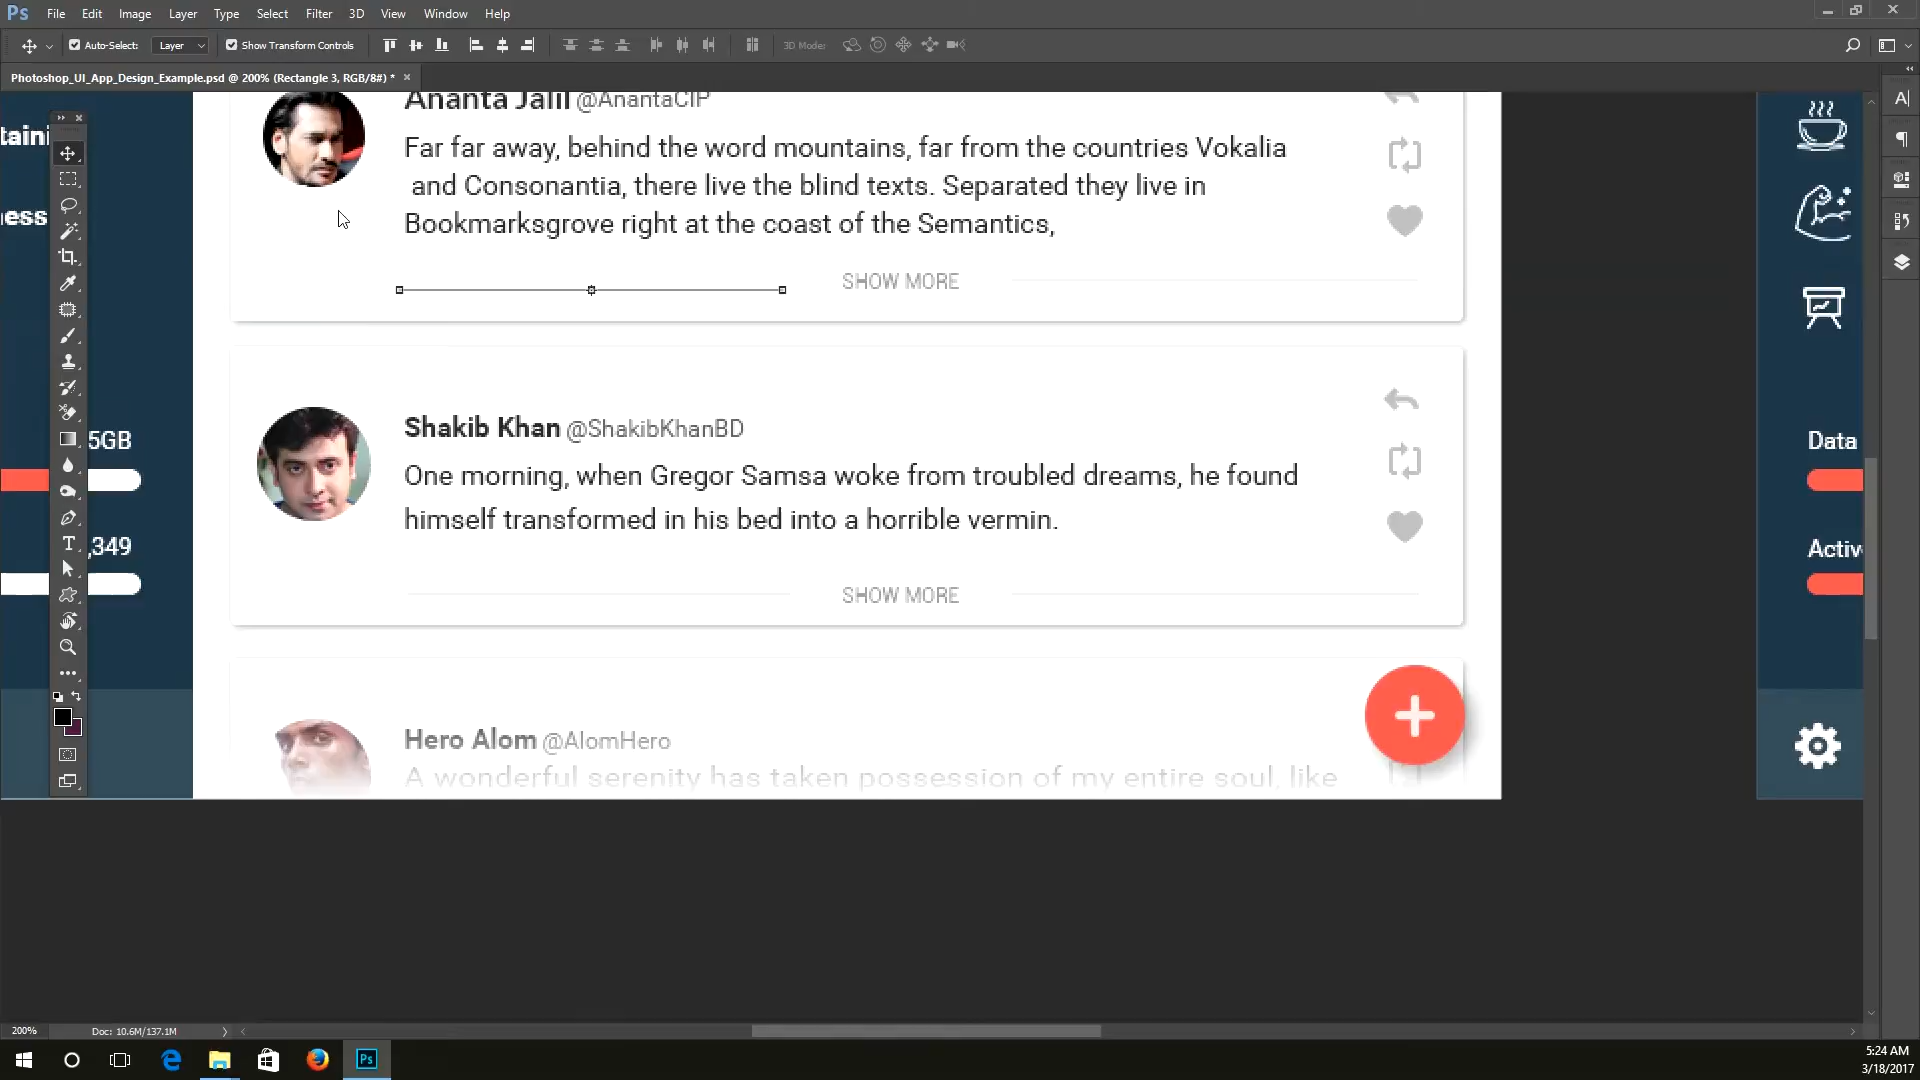 Ps File Edit Image Layer Type Select Filter 3D View Window Help
Auto-Select: Layer Show Transform Controls 3D Mode:
Photoshop_UI_App_Design_Example.psd @ 200% (Rectangle 3, RGB/8#) *
Ananta Jalil @AnantaCIP
Far far away, behind the word mountains, far from the countries Vokalia
and Consonantia, there live the blind texts. Separated they live in
Bookmarksgrove right at the coast of the Semantics,
SHOW MORE
taini
ess
5GB
,349
Shakib Khan @ShakibKhanBD
One morning, when Gregor Samsa woke from troubled dreams, he found
himself transformed in his bed into a horrible vermin.
SHOW MORE
Hero Alom @AlomHero
A wonderful serenity has taken possession of my entire soul, like
Data
Activ
200% Doc: 10.6M/137.1M
Ps
5:24 AM
3/18/2017